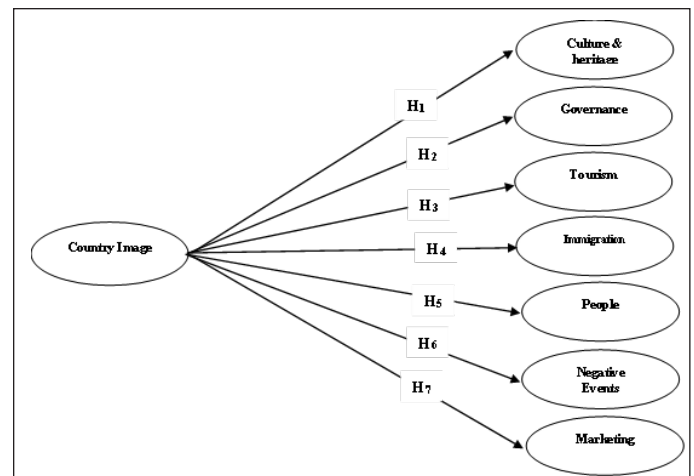 Culture &
heritage
H1
Governance
H2
Tourism
H3
Country Image
H4
Immigration
H5
People
H6
Negative
Events
H7
Marketing